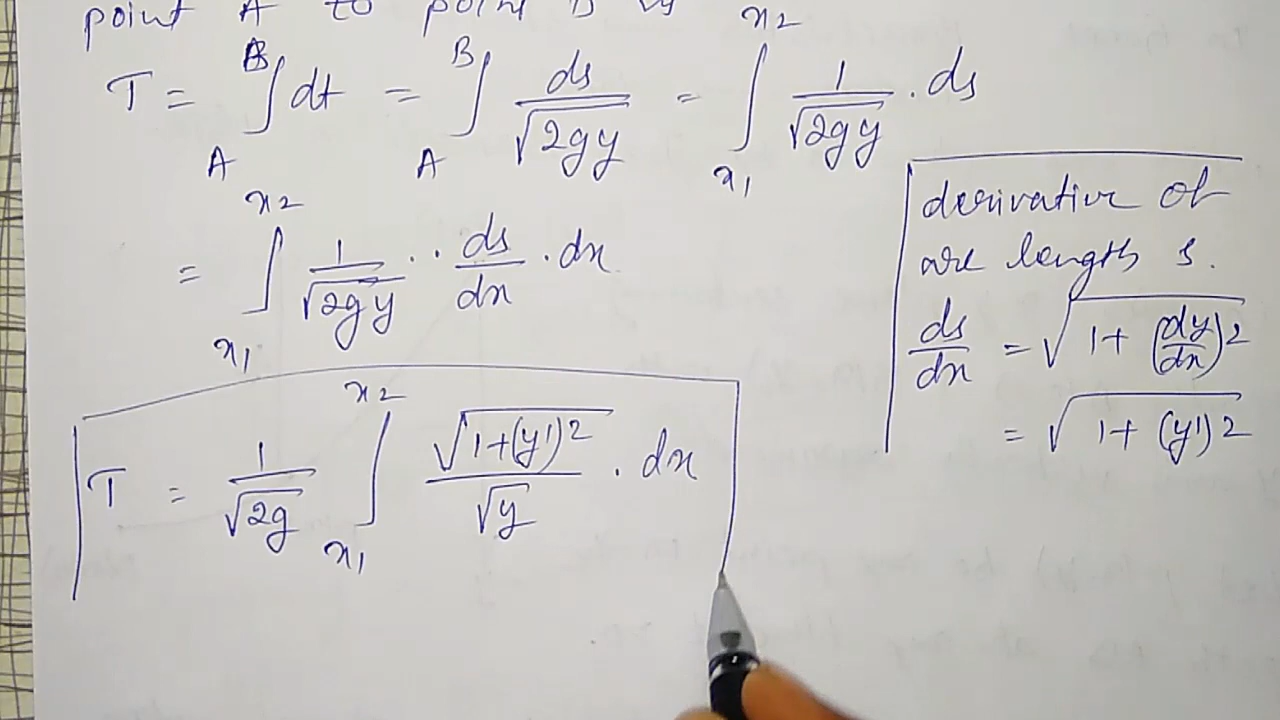 point A to point B is
T = ∫_A^B dt = ∫_A^B ds/√(2gy) = ∫_{x1}^{x2} 1/√(2gy) . ds
= ∫_{x1}^{x2} 1/√(2gy) . . ds/dx . dx
T = 1/√(2g) ∫_{x1}^{x2} √(1+(y')2)/√y . dx
derivative of
arc length s.
ds/dx = √(1+(dy/dx)2)
= √(1+(y')2)